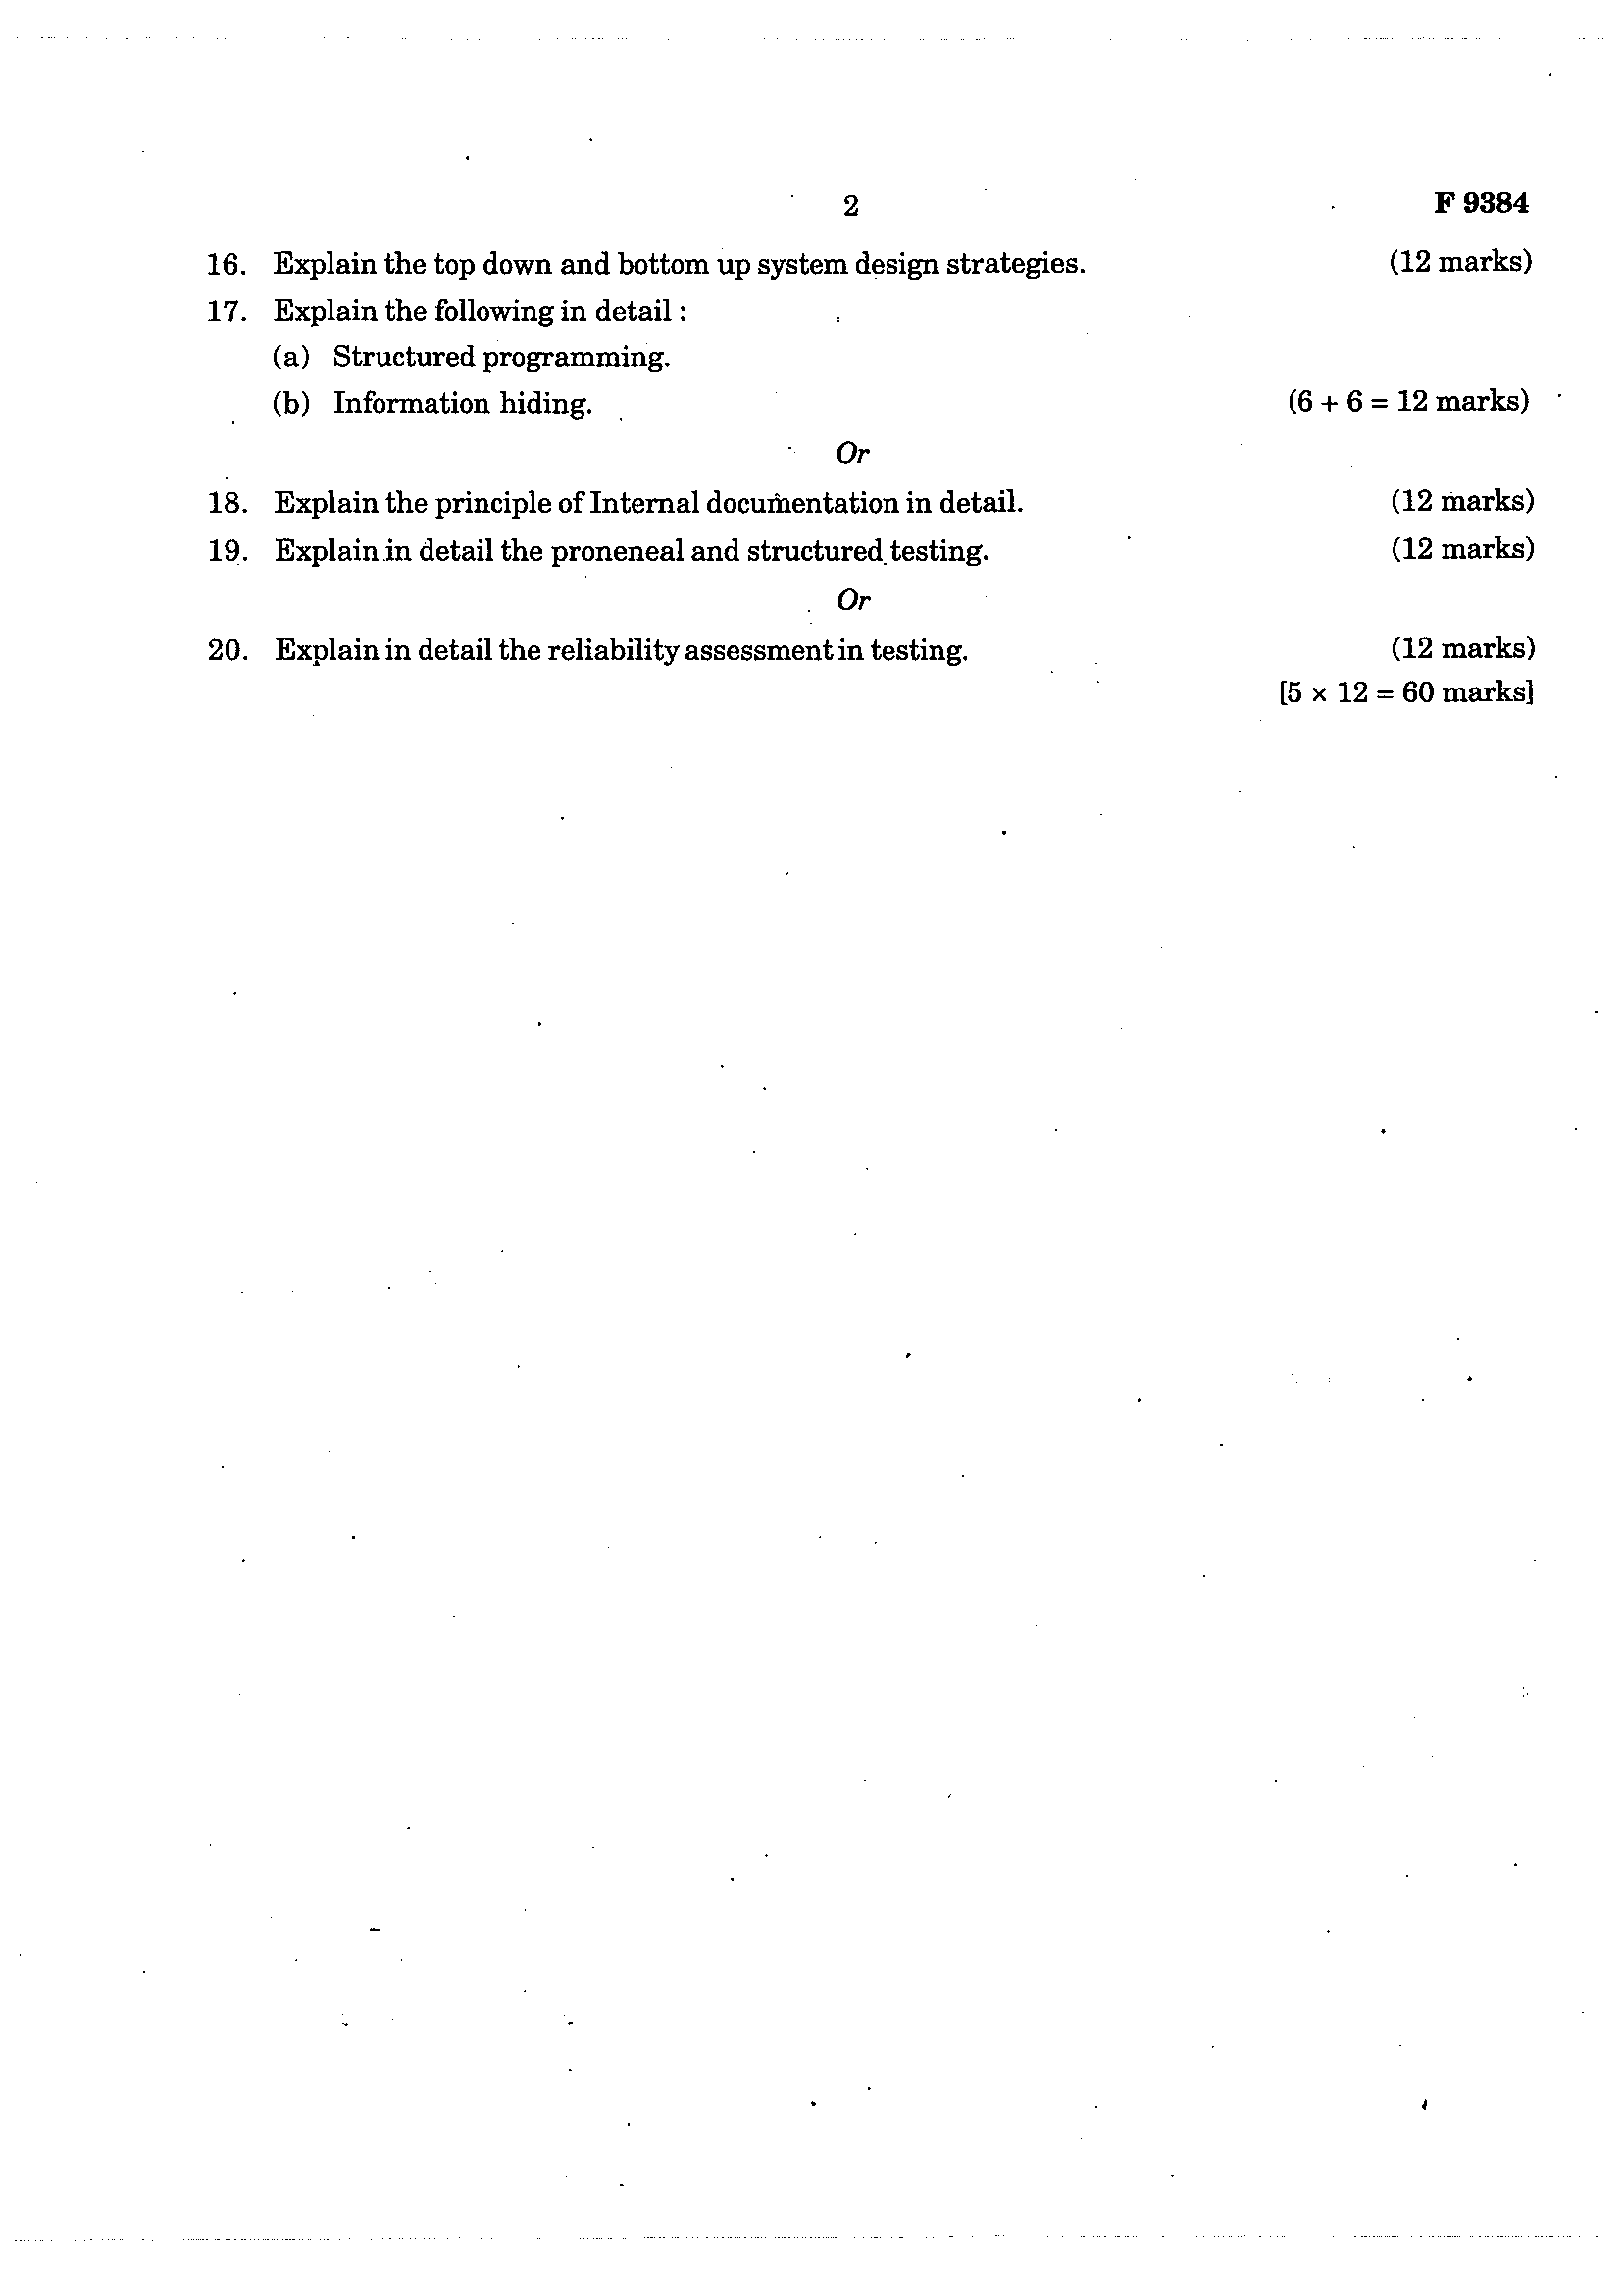 2
F 9384
16. Explain the top down and bottom up system design strategies. (12 marks)
17. Explain the following in detail :
(a) Structured programming.
(b) Information hiding. (6 + 6 = 12 marks)
Or
18. Explain the principle of Internal documentation in detail. (12 marks)
19. Explain in detail the proneneal and structured testing. (12 marks)
Or
20. Explain in detail the reliability assessment in testing. (12 marks)
[5 × 12 = 60 marks]